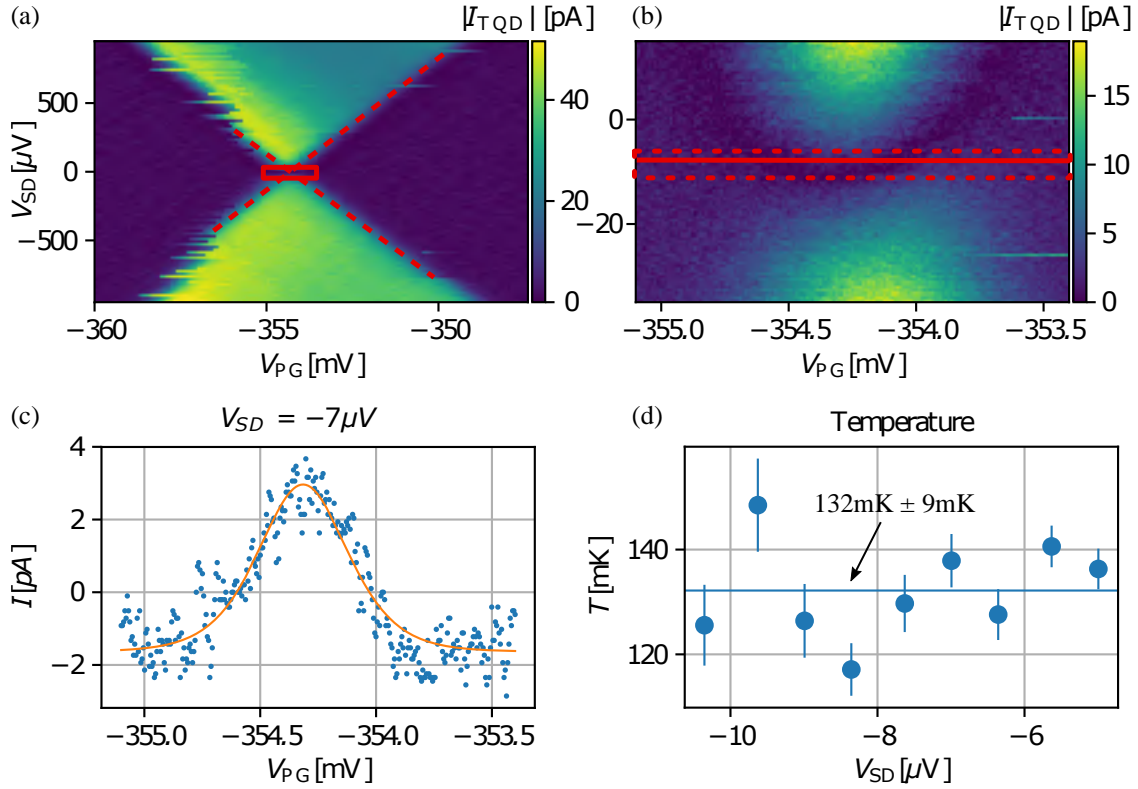 (a)
|I_TQD| [pA]
V_SD [µV]
500
0
−500
−360
−355
−350
V_PG [mV]
40
20
0
(b)
|I_TQD| [pA]
0
−20
−355.0
−354.5
−354.0
−353.5
V_PG [mV]
15
10
5
0
(c)
V_SD = −7µV
I [pA]
4
2
0
−2
−355.0
−354.5
−354.0
−353.5
V_PG [mV]
(d)
Temperature
132mK ± 9mK
T [mK]
140
120
−10
−8
−6
V_SD [µV]